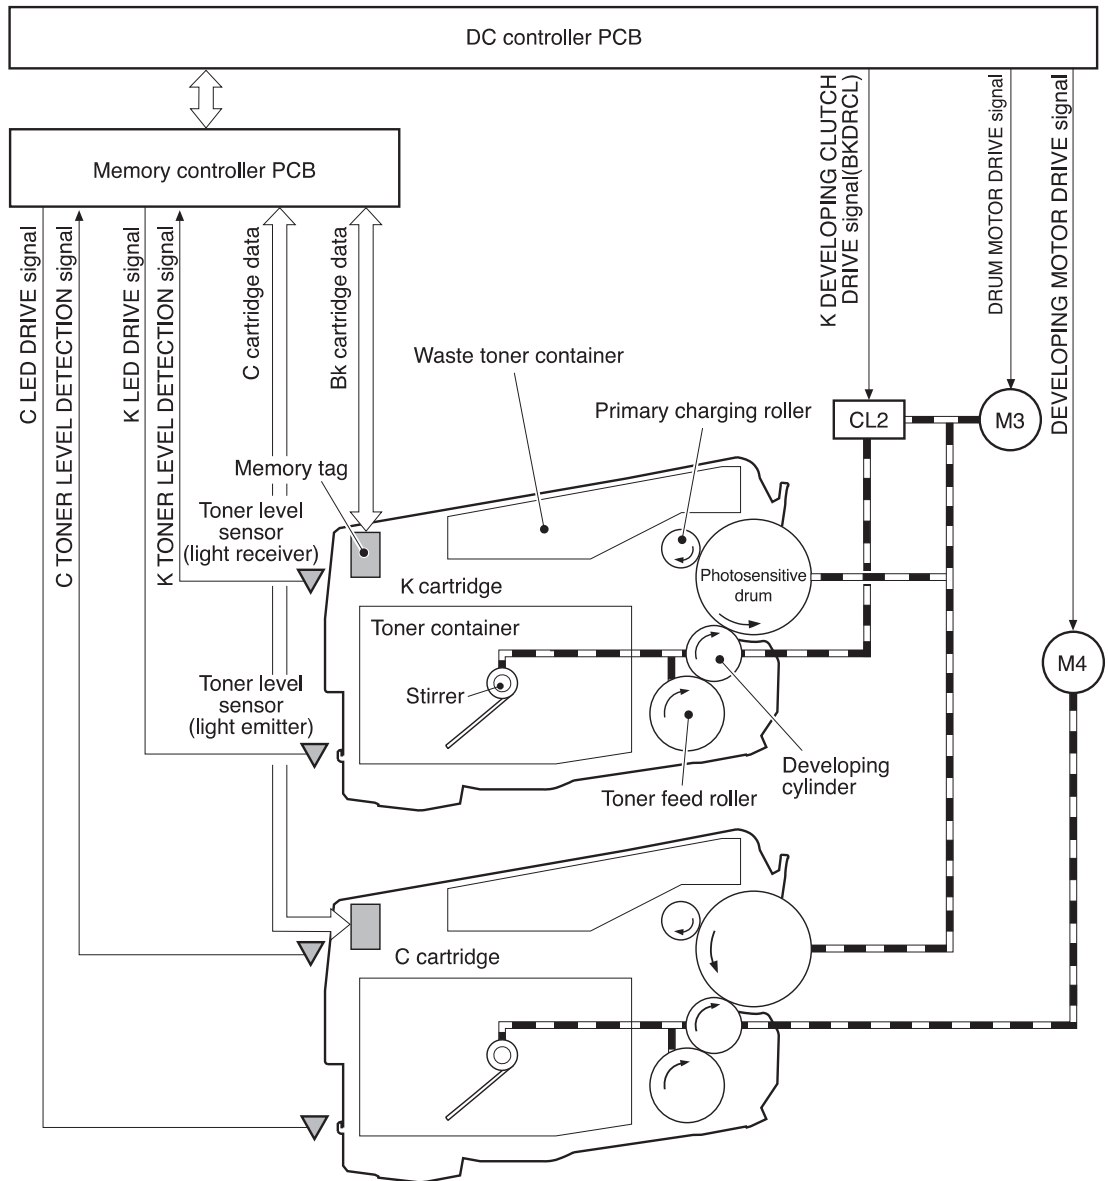 DC controller PCB
Memory controller PCB
C LED DRIVE signal
C TONER LEVEL DETECTION signal
K LED DRIVE signal
K TONER LEVEL DETECTION signal
C cartridge data
Bk cartridge data
K DEVELOPING CLUTCH
DRIVE signal(BKDRCL)
DRUM MOTOR DRIVE signal
DEVELOPING MOTOR DRIVE signal
Waste toner container
Primary charging roller
CL2
M3
Memory tag
Toner level
sensor
(light receiver)
K cartridge
Photosensitive
drum
Toner container
Stirrer
M4
Toner level
sensor
(light emitter)
Developing
cylinder
Toner feed roller
C cartridge